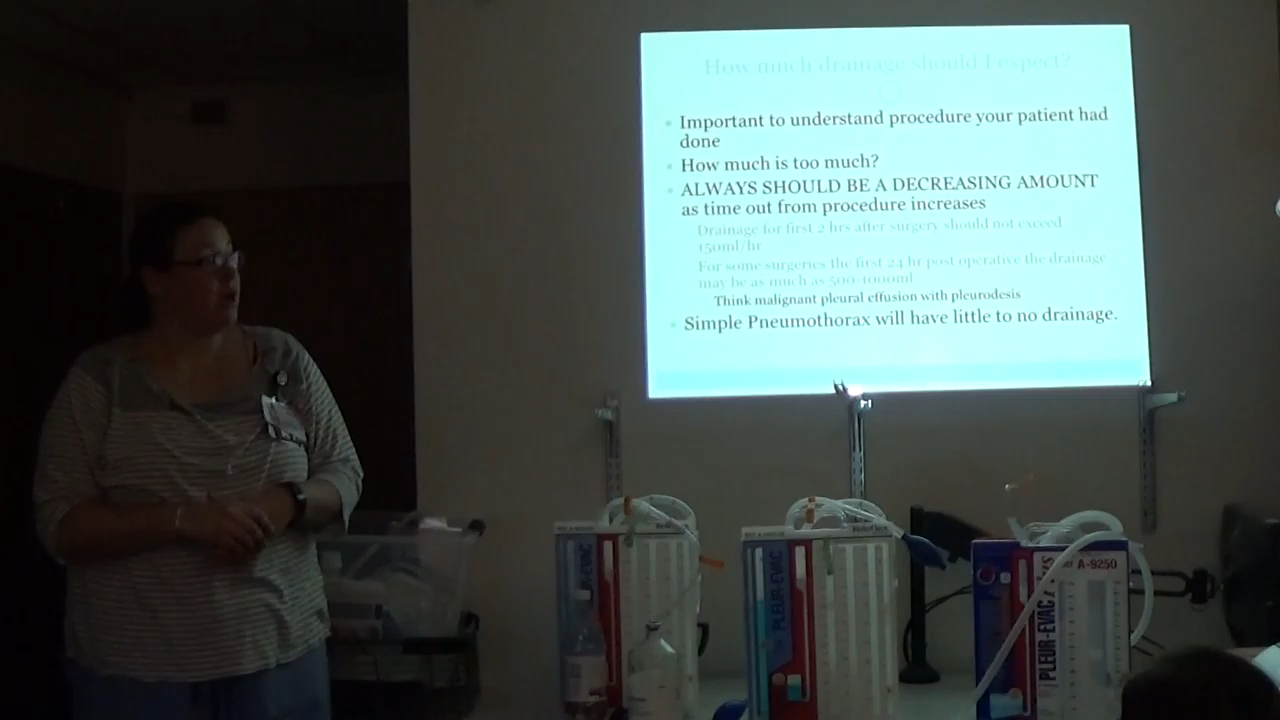 How much drainage should I expect?
Important to understand procedure your patient had
done
How much is too much?
ALWAYS SHOULD BE A DECREASING AMOUNT
as time out from procedure increases
Drainage for first 2 hrs after surgery should not exceed
150ml/hr
For some surgeries the first 24 hr post operative the drainage
may be as much as 500-1000ml
Think malignant pleural effusion with pleurodesis
Simple Pneumothorax will have little to no drainage.
PLEUR-EVAC
PLEUR-EVAC
PLEUR-EVAC
A-9250